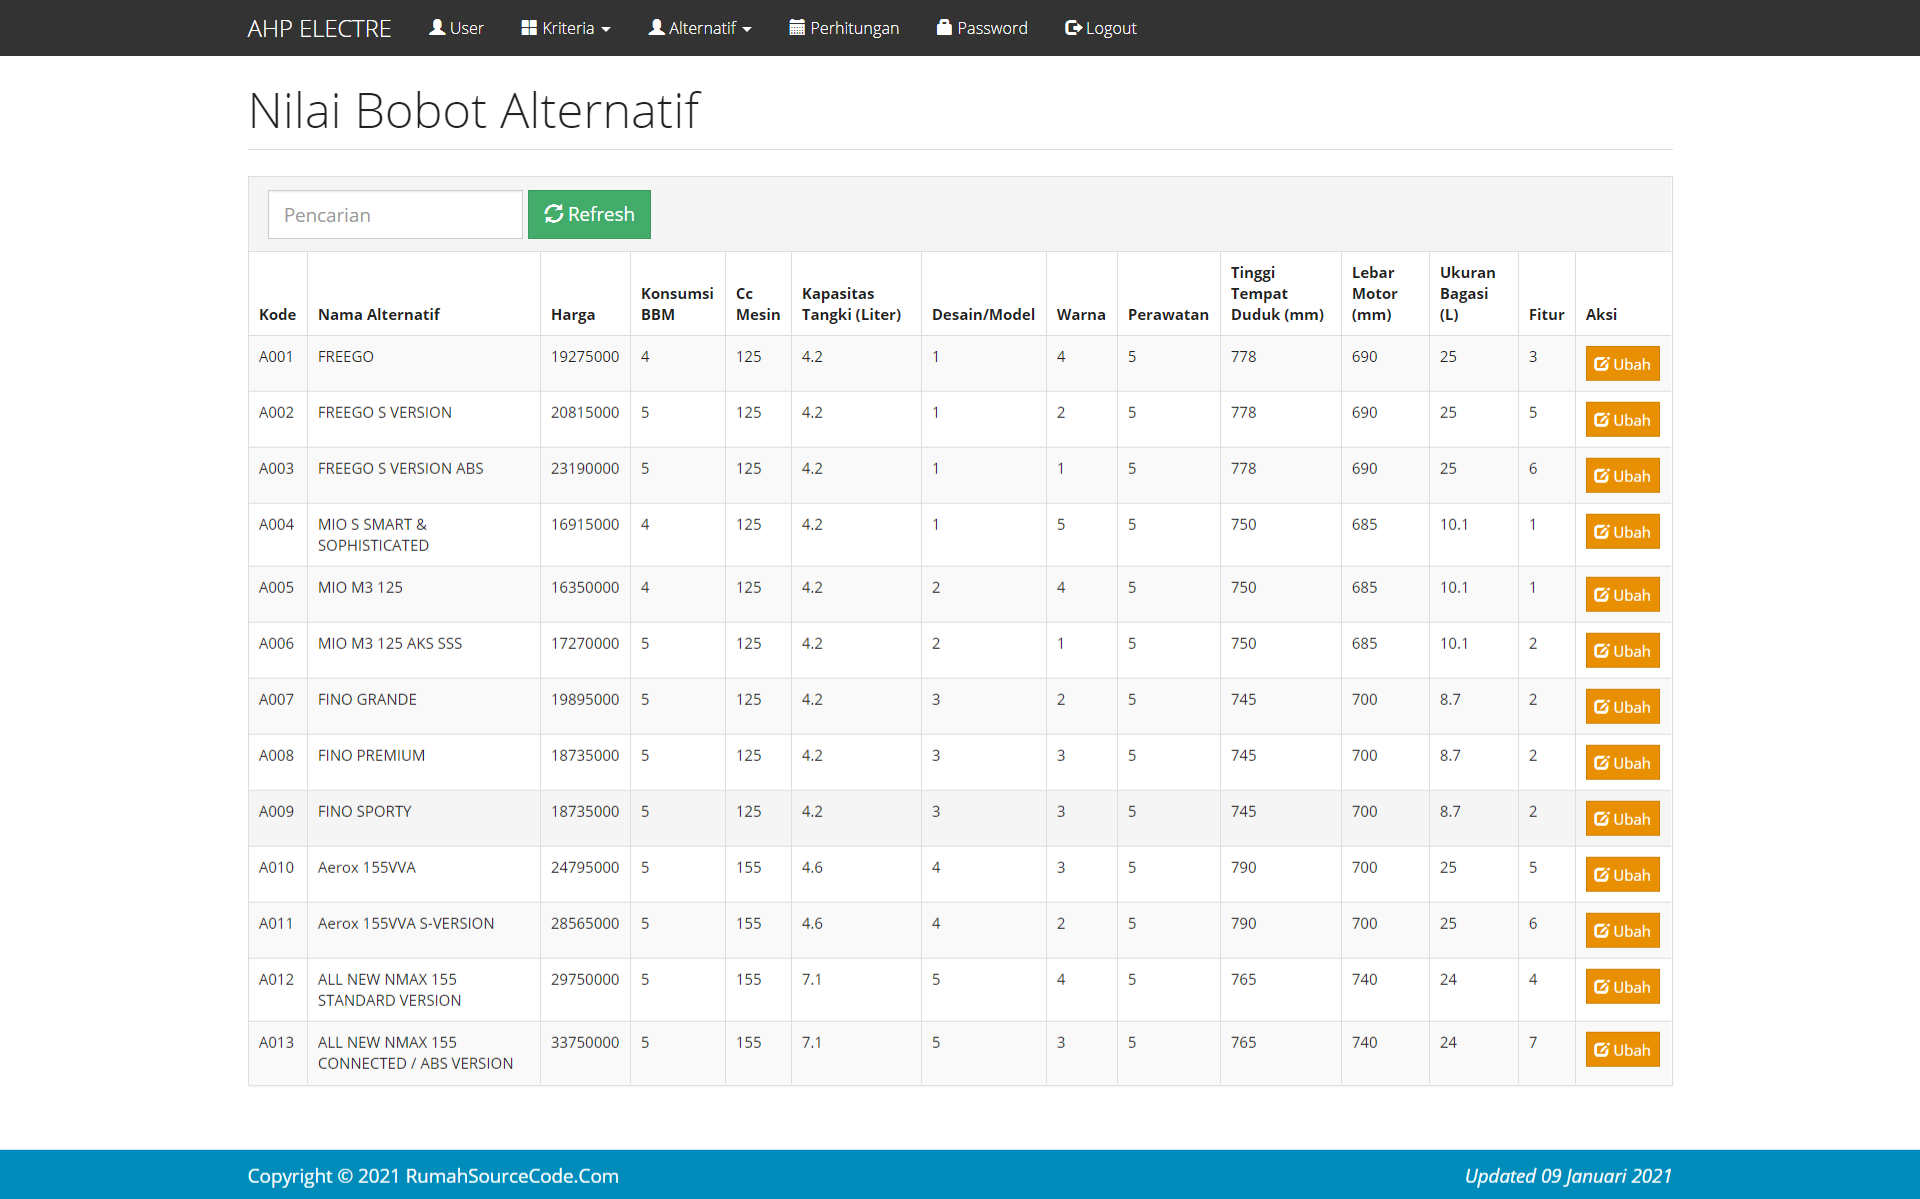 AHP ELECTRE User Kriteria Alternatif Perhitungan Password Logout
Nilai Bobot Alternatif
Pencarian Refresh
Kode Nama Alternatif Harga Konsumsi BBM Cc Mesin Kapasitas Tangki (Liter) Desain/Model Warna Perawatan Tinggi Tempat Duduk (mm) Lebar Motor (mm) Ukuran Bagasi (L) Fitur Aksi
A001 FREEGO 19275000 4 125 4.2 1 4 5 778 690 25 3 Ubah
A002 FREEGO S VERSION 20815000 5 125 4.2 1 2 5 778 690 25 5 Ubah
A003 FREEGO S VERSION ABS 23190000 5 125 4.2 1 1 5 778 690 25 6 Ubah
A004 MIO S SMART & SOPHISTICATED 16915000 4 125 4.2 1 5 5 750 685 10.1 1 Ubah
A005 MIO M3 125 16350000 4 125 4.2 2 4 5 750 685 10.1 1 Ubah
A006 MIO M3 125 AKS SSS 17270000 5 125 4.2 2 1 5 750 685 10.1 2 Ubah
A007 FINO GRANDE 19895000 5 125 4.2 3 2 5 745 700 8.7 2 Ubah
A008 FINO PREMIUM 18735000 5 125 4.2 3 3 5 745 700 8.7 2 Ubah
A009 FINO SPORTY 18735000 5 125 4.2 3 3 5 745 700 8.7 2 Ubah
A010 Aerox 155VVA 24795000 5 155 4.6 4 3 5 790 700 25 5 Ubah
A011 Aerox 155VVA S-VERSION 28565000 5 155 4.6 4 2 5 790 700 25 6 Ubah
A012 ALL NEW NMAX 155 STANDARD VERSION 29750000 5 155 7.1 5 4 5 765 740 24 4 Ubah
A013 ALL NEW NMAX 155 CONNECTED / ABS VERSION 33750000 5 155 7.1 5 3 5 765 740 24 7 Ubah
Copyright © 2021 RumahSourceCode.Com Updated 09 Januari 2021